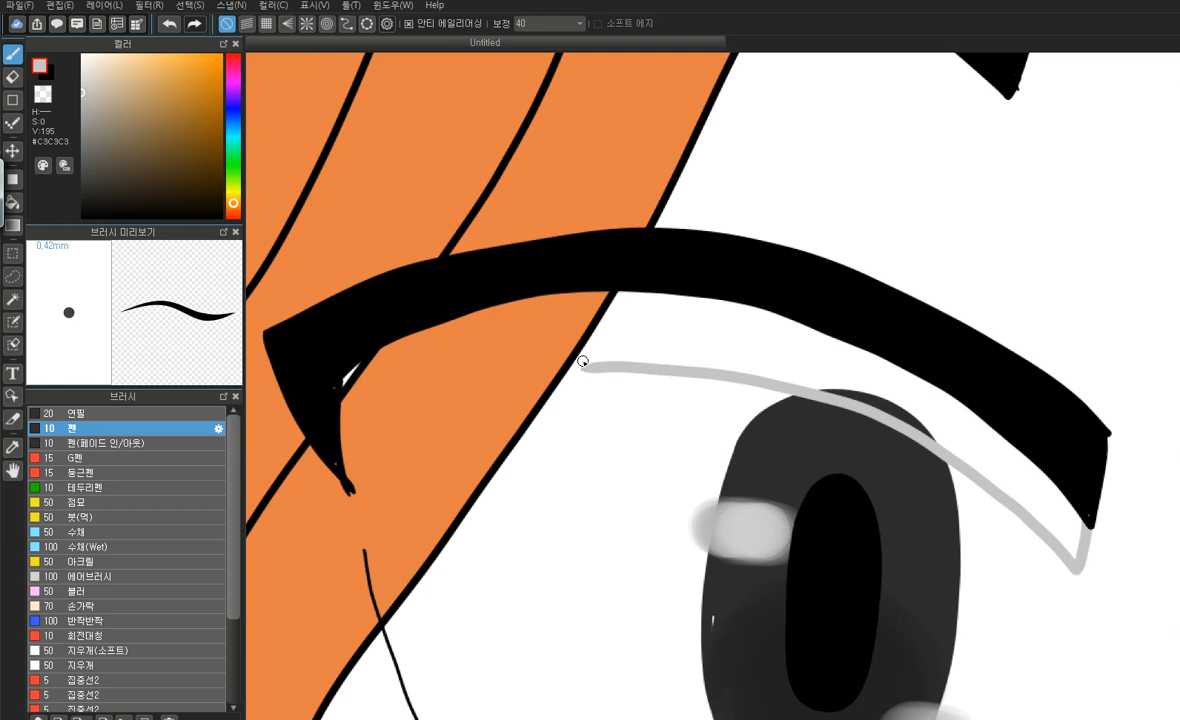 파일(F) 편집(E) 레이어(L) 필터(R) 선택(S) 스냅(N) 컬러(C) 표시(V) 툴(T) 윈도우(W) Help
안티 에일리어싱 보정 40 소프트 에지
컬러
Untitled
H:---
S:0
V:195
#C3C3C3
브러시 미리보기
0.42mm
브러시
20 연필
10 펜
10 펜(페이드 인/아웃)
15 G펜
15 둥근펜
10 테두리펜
50 점묘
50 붓(먹)
50 수채
100 수채(Wet)
50 아크릴
100 에어브러시
50 블러
70 손가락
100 반작반짝
10 회전대칭
50 지우개(소프트)
50 지우개
5 집중선2
5 집중선2
5 집중선2